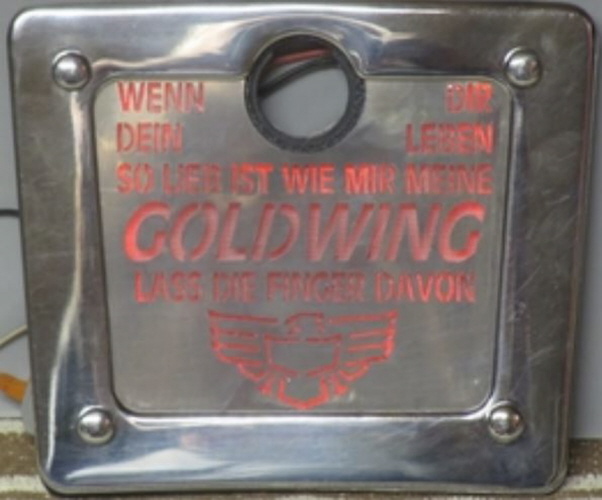 WENN DIR
DEIN LEBEN
SO LIEB IST WIE MIR MEINE
GOLDWING
LASS DIE FINGER DAVON